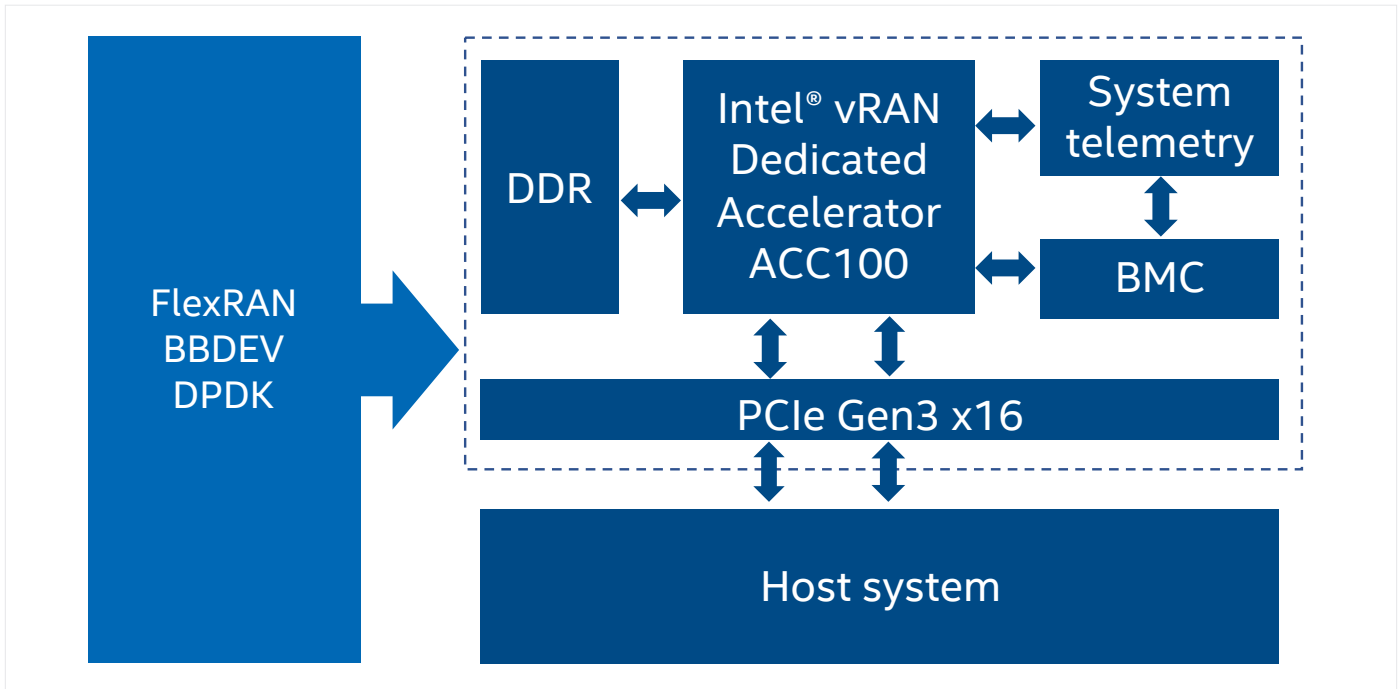 FlexRAN
BBDEV
DPDK
DDR
Intel® vRAN
Dedicated
Accelerator
ACC100
System
telemetry
BMC
PCIe Gen3 x16
Host system